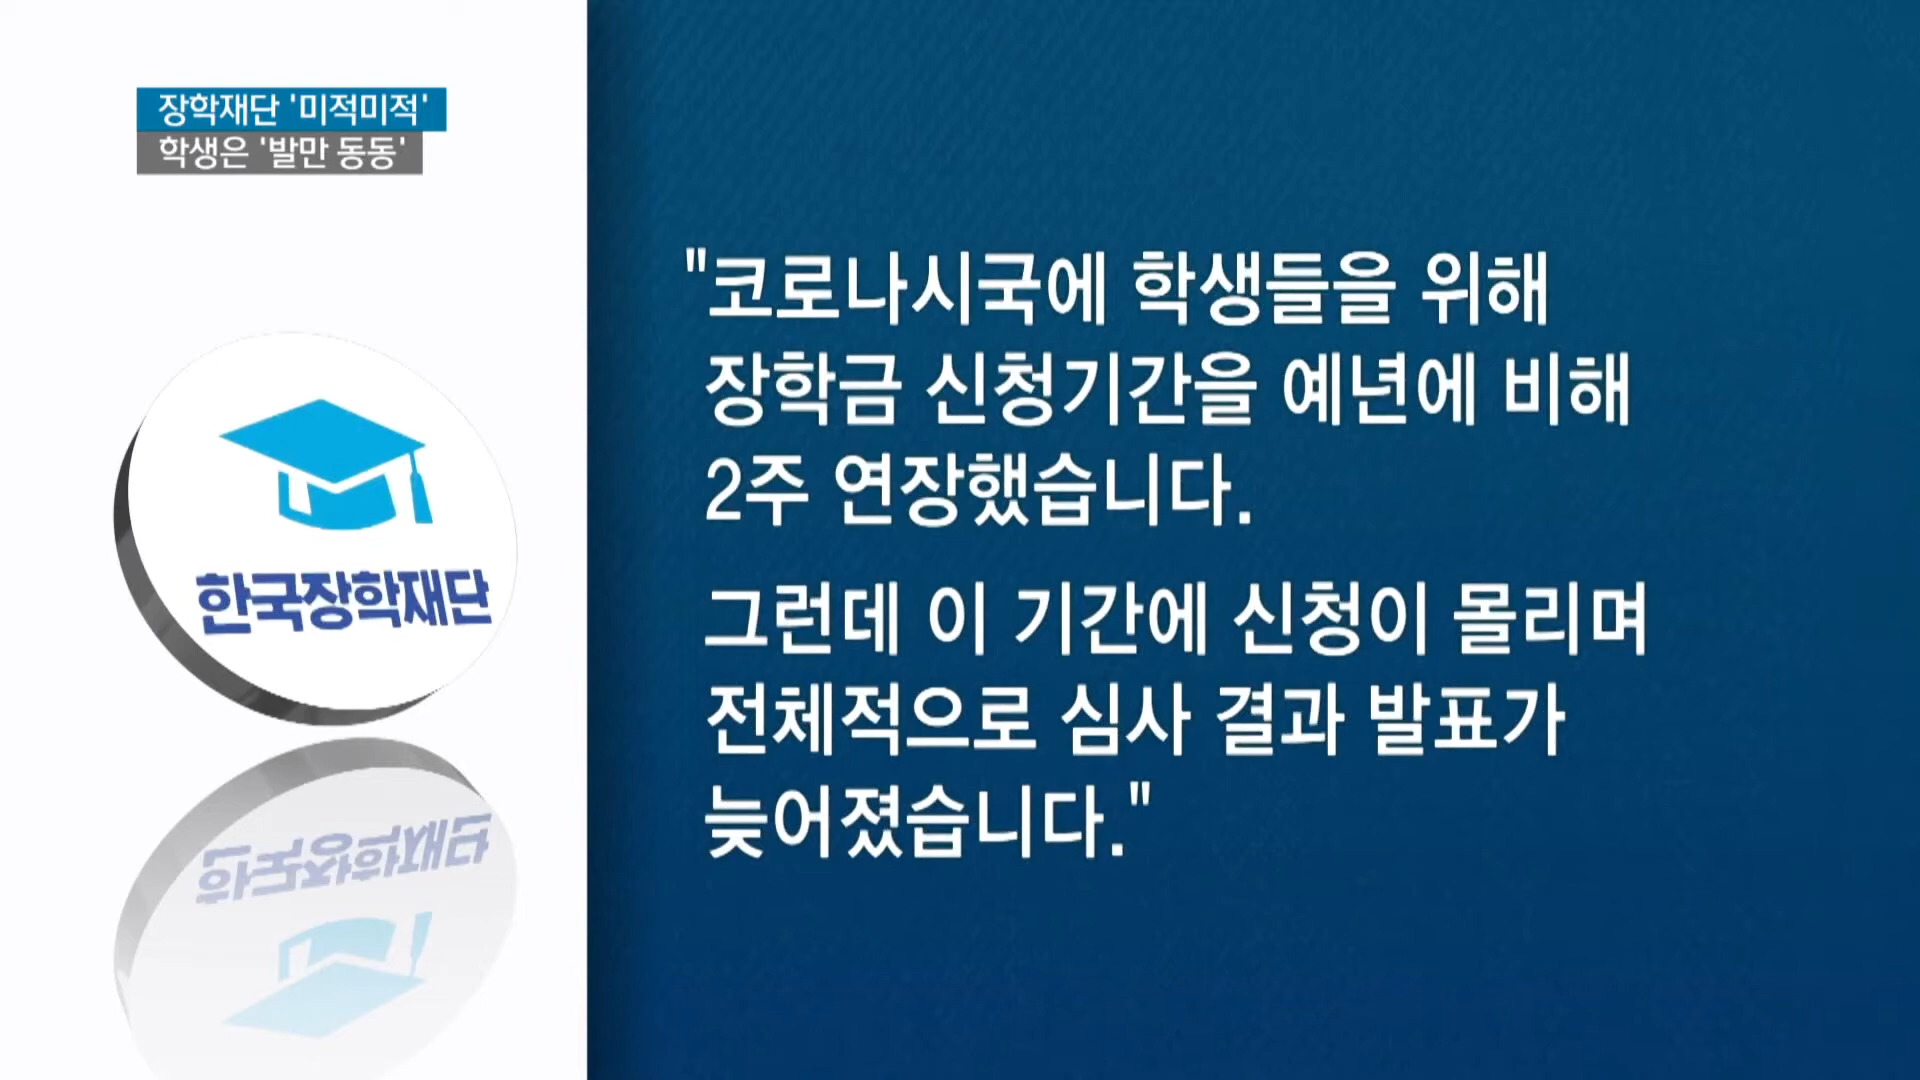 장학재단 '미적미적'
학생은 '발만 동동'
한국장학재단
"코로나시국에 학생들을 위해
장학금 신청기간을 예년에 비해
2주 연장했습니다.
그런데 이 기간에 신청이 몰리며
전체적으로 심사 결과 발표가
늦어졌습니다."